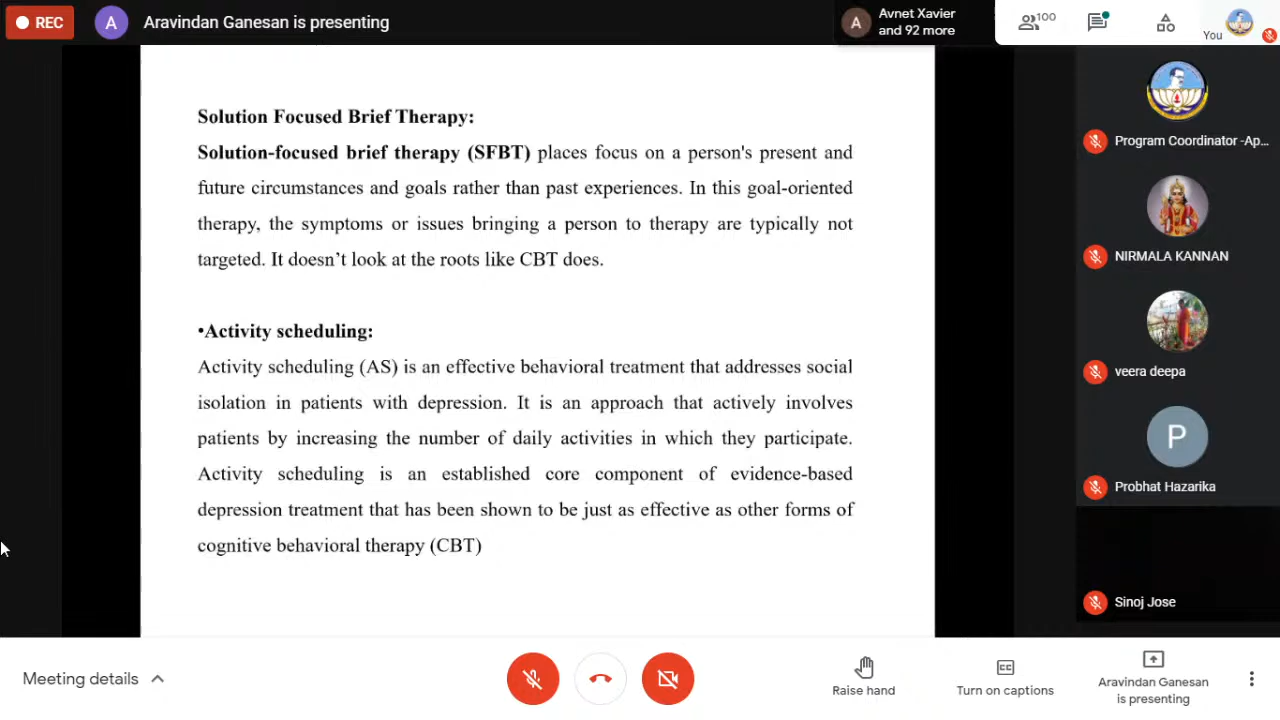 REC
A
Aravindan Ganesan is presenting
A
Avnet Xavier
and 92 more
100
You
Solution Focused Brief Therapy:
Solution-focused brief therapy (SFBT) places focus on a person's present and
future circumstances and goals rather than past experiences. In this goal-oriented
therapy, the symptoms or issues bringing a person to therapy are typically not
targeted. It doesn’t look at the roots like CBT does.
•Activity scheduling:
Activity scheduling (AS) is an effective behavioral treatment that addresses social
isolation in patients with depression. It is an approach that actively involves
patients by increasing the number of daily activities in which they participate.
Activity scheduling is an established core component of evidence-based
depression treatment that has been shown to be just as effective as other forms of
cognitive behavioral therapy (CBT)
Program Coordinator -Ap...
NIRMALA KANNAN
veera deepa
P
Probhat Hazarika
Sinoj Jose
Meeting details
Raise hand
CC
Turn on captions
Aravindan Ganesan
is presenting